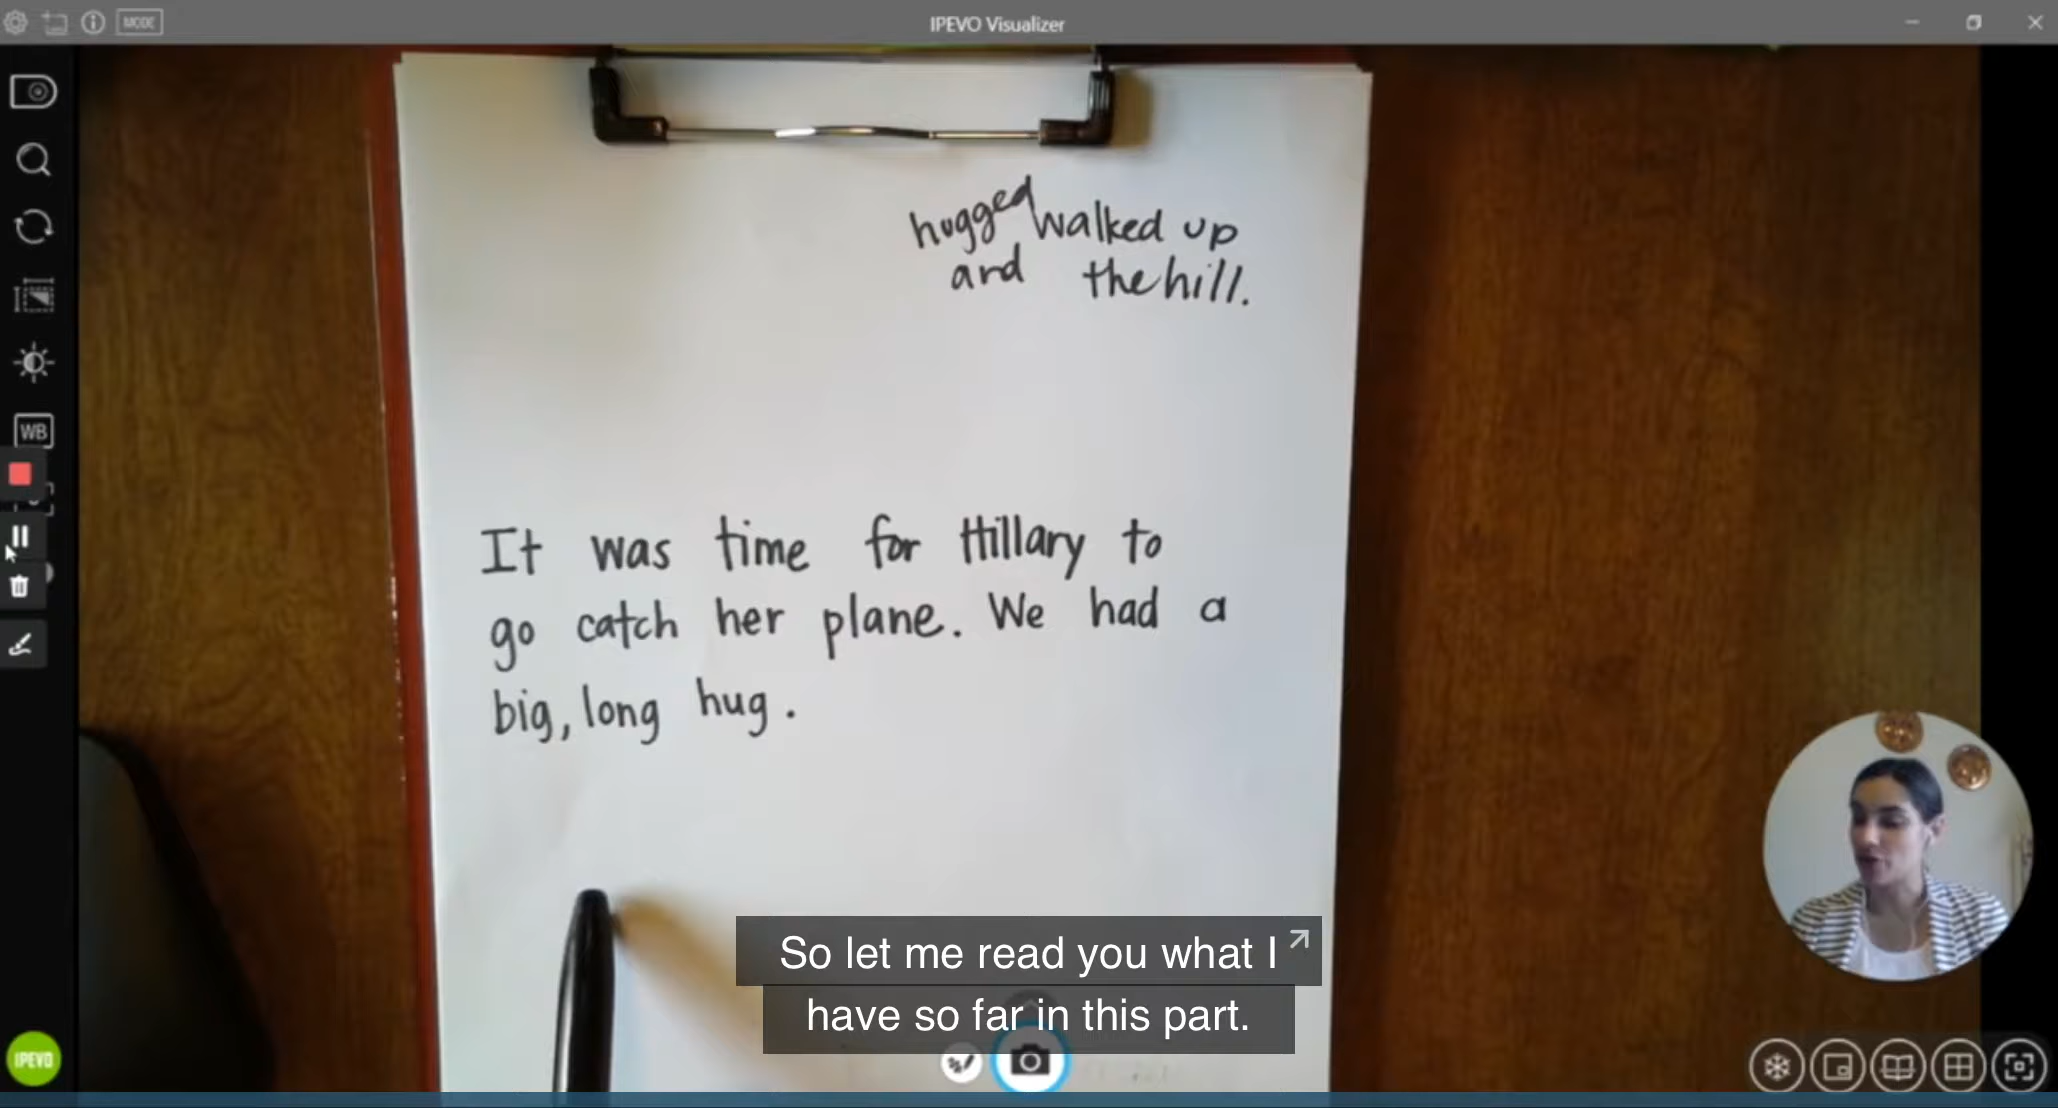 MODE
IPEVO Visualizer
WB
hugged walked up
and the hill.
It was time for Hillary to
go catch her plane. We had a
big, long hug.
So let me read you what I
have so far in this part.
IPEVO